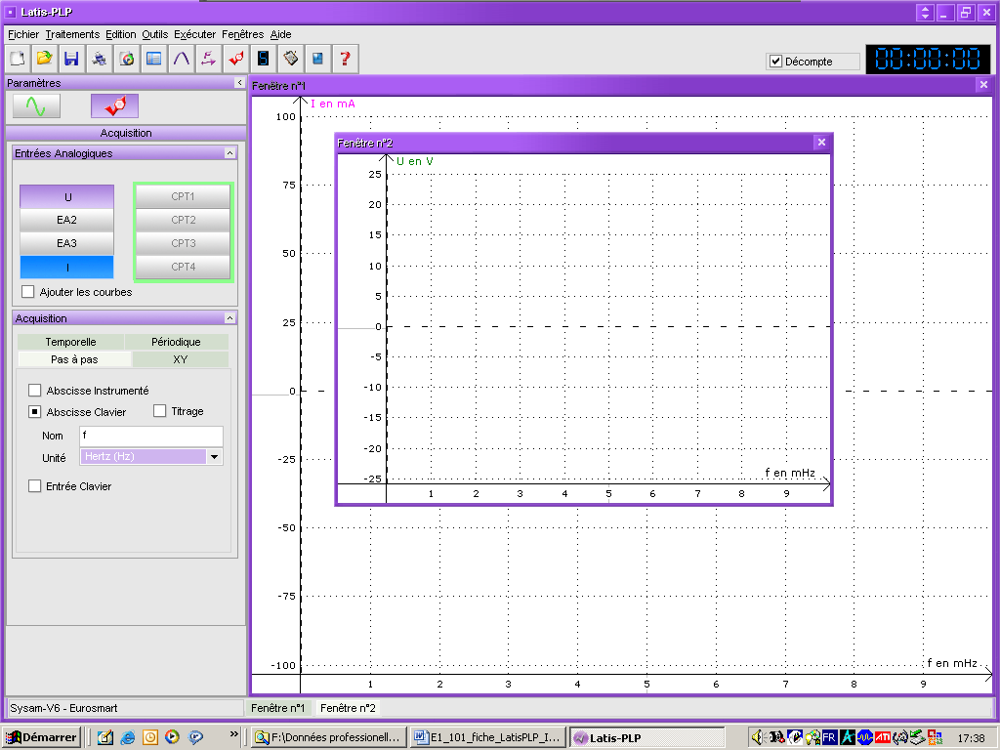 Latis-PLP
Fichier Traitements Edition Outils Exécuter Fenêtres Aide
Décompte
00:00:00
Paramètres
Acquisition
Entrées Analogiques
U
CPT1
EA2
CPT2
EA3
CPT3
I
CPT4
Ajouter les courbes
Acquisition
Temporelle
Périodique
Pas à pas
XY
Abscisse Instrumenté
Abscisse Clavier
Titrage
Nom
f
Unité
Hertz (Hz)
Entrée Clavier
Fenêtre n°1
I en mA
100
75
50
25
0
-25
-50
-75
-100
f en mHz
1 2 3 4 5 6 7 8 9
Fenêtre n°2
U en V
25
20
15
10
5
0
-5
-10
-15
-20
-25
f en mHz
1 2 3 4 5 6 7 8 9
Sysam-V6 - Eurosmart
Fenêtre n°1
Fenêtre n°2
Démarrer
»
F:\Données professionell...
E1_101_fiche_LatisPLP_I...
Latis-PLP
FR
ATI
17:38